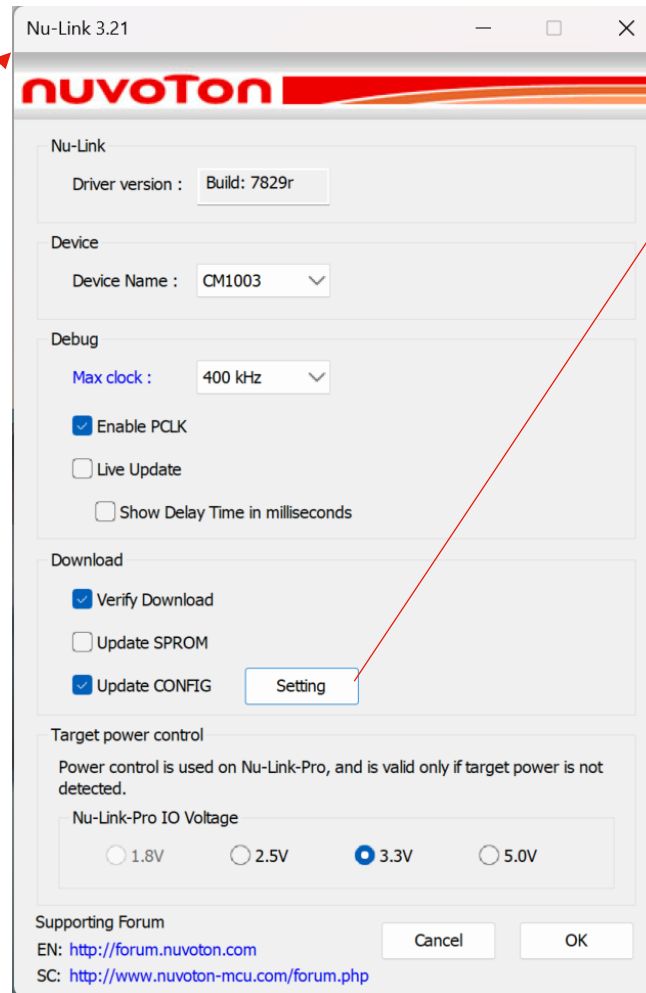 Nu-Link 3.21
nuvoTon
Nu-Link
Driver version : Build: 7829r
Device
Device Name : CM1003
Debug
Max clock : 400 kHz
Enable PCLK
Live Update
Show Delay Time in milliseconds
Download
Verify Download
Update SPROM
Update CONFIG Setting
Target power control
Power control is used on Nu-Link-Pro, and is valid only if target power is not
detected.
Nu-Link-Pro IO Voltage
1.8V 2.5V 3.3V 5.0V
Supporting Forum
EN: http://forum.nuvoton.com
Cancel OK
SC: http://www.nuvoton-mcu.com/forum.php